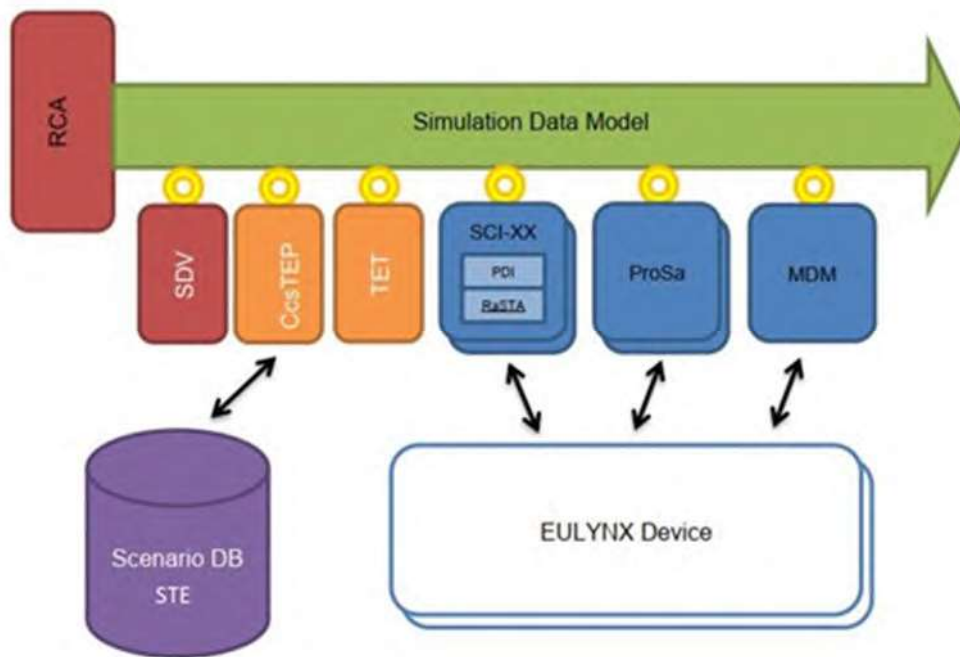 RCA
Simulation Data Model
SDV
CcsTEP
TET
SCI-XX
PDI
RaSTA
ProSa
MDM
Scenario DB
STE
EULYNX Device